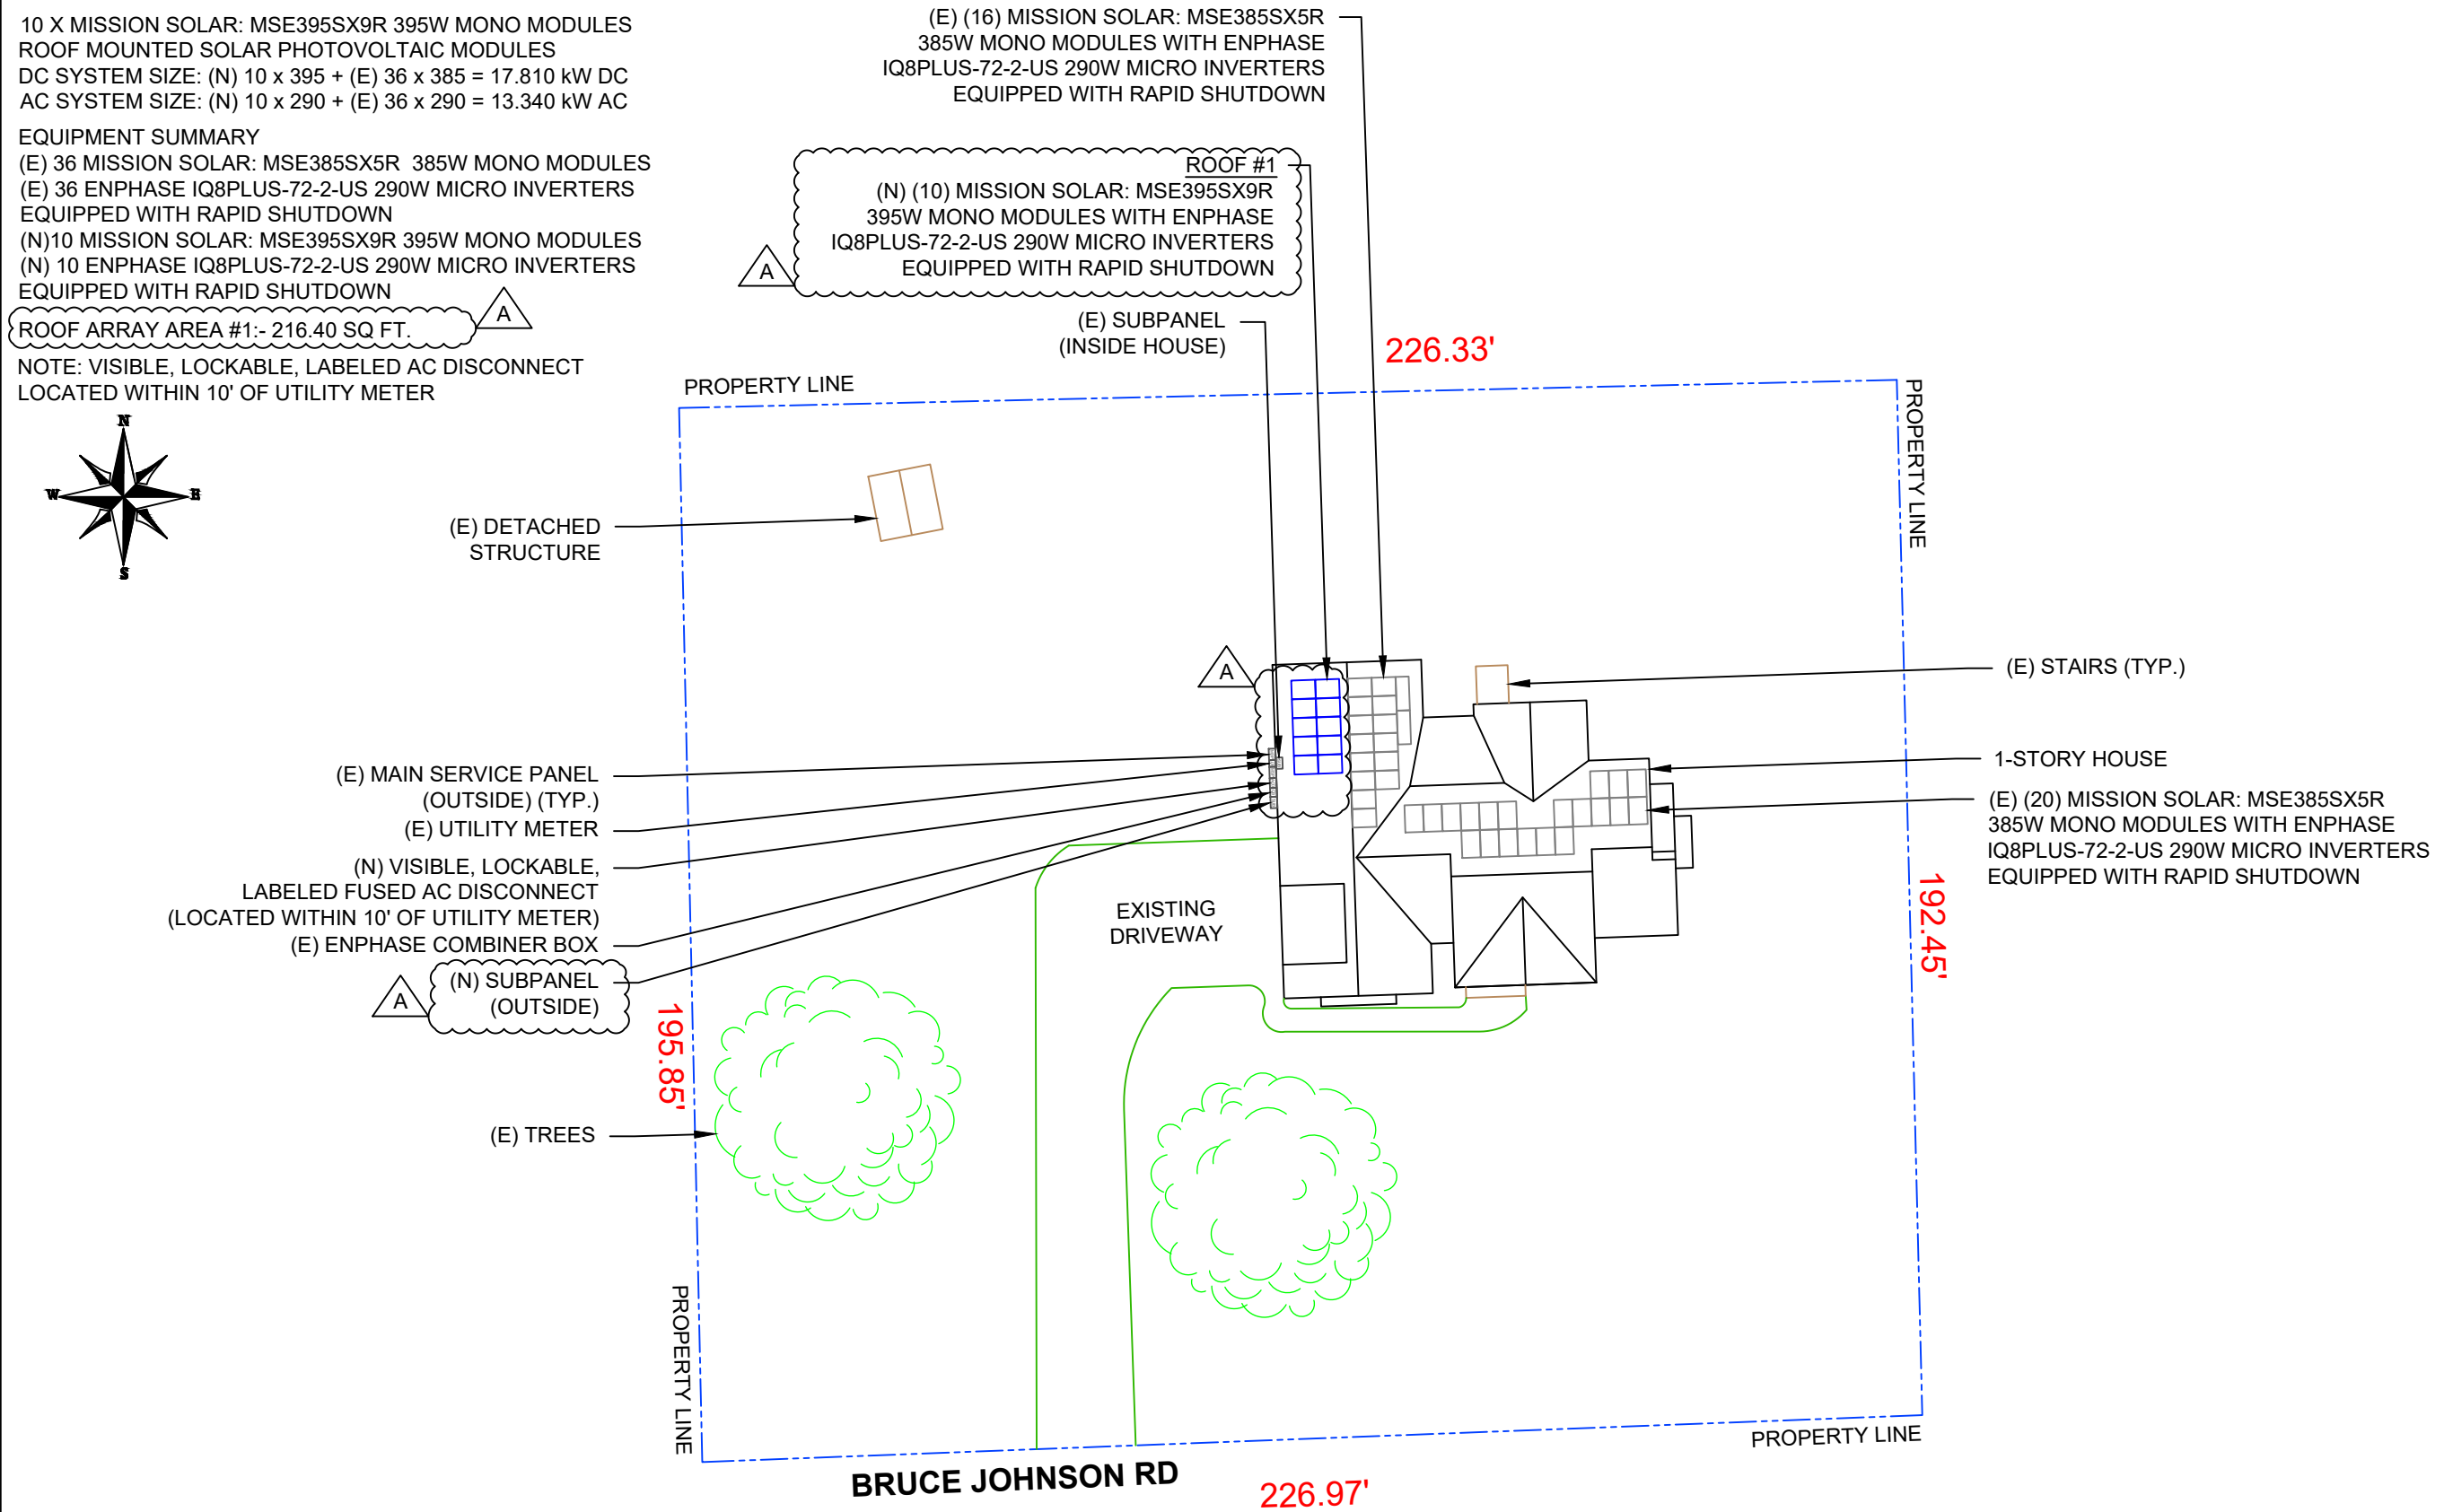 10 X MISSION SOLAR: MSE395SX9R 395W MONO MODULES
ROOF MOUNTED SOLAR PHOTOVOLTAIC MODULES
DC SYSTEM SIZE: (N) 10 x 395 + (E) 36 x 385 = 17.810 kW DC
AC SYSTEM SIZE: (N) 10 x 290 + (E) 36 x 290 = 13.340 kW AC
EQUIPMENT SUMMARY
(E) 36 MISSION SOLAR: MSE385SX5R 385W MONO MODULES
(E) 36 ENPHASE IQ8PLUS-72-2-US 290W MICRO INVERTERS
EQUIPPED WITH RAPID SHUTDOWN
(N)10 MISSION SOLAR: MSE395SX9R 395W MONO MODULES
(N) 10 ENPHASE IQ8PLUS-72-2-US 290W MICRO INVERTERS
EQUIPPED WITH RAPID SHUTDOWN
ROOF ARRAY AREA #1:- 216.40 SQ FT.
A
NOTE: VISIBLE, LOCKABLE, LABELED AC DISCONNECT
LOCATED WITHIN 10' OF UTILITY METER
N
W
E
S
(E) (16) MISSION SOLAR: MSE385SX5R
385W MONO MODULES WITH ENPHASE
IQ8PLUS-72-2-US 290W MICRO INVERTERS
EQUIPPED WITH RAPID SHUTDOWN
ROOF #1
(N) (10) MISSION SOLAR: MSE395SX9R
395W MONO MODULES WITH ENPHASE
IQ8PLUS-72-2-US 290W MICRO INVERTERS
EQUIPPED WITH RAPID SHUTDOWN
A
(E) SUBPANEL
(INSIDE HOUSE)
226.33'
PROPERTY LINE
PROPERTY LINE
(E) DETACHED
STRUCTURE
A
(E) STAIRS (TYP.)
1-STORY HOUSE
(E) (20) MISSION SOLAR: MSE385SX5R
385W MONO MODULES WITH ENPHASE
IQ8PLUS-72-2-US 290W MICRO INVERTERS
EQUIPPED WITH RAPID SHUTDOWN
192.45'
(E) MAIN SERVICE PANEL
(OUTSIDE) (TYP.)
(E) UTILITY METER
(N) VISIBLE, LOCKABLE,
LABELED FUSED AC DISCONNECT
(LOCATED WITHIN 10' OF UTILITY METER)
(E) ENPHASE COMBINER BOX
(N) SUBPANEL
(OUTSIDE)
A
EXISTING
DRIVEWAY
195.85'
(E) TREES
PROPERTY LINE
PROPERTY LINE
BRUCE JOHNSON RD
226.97'